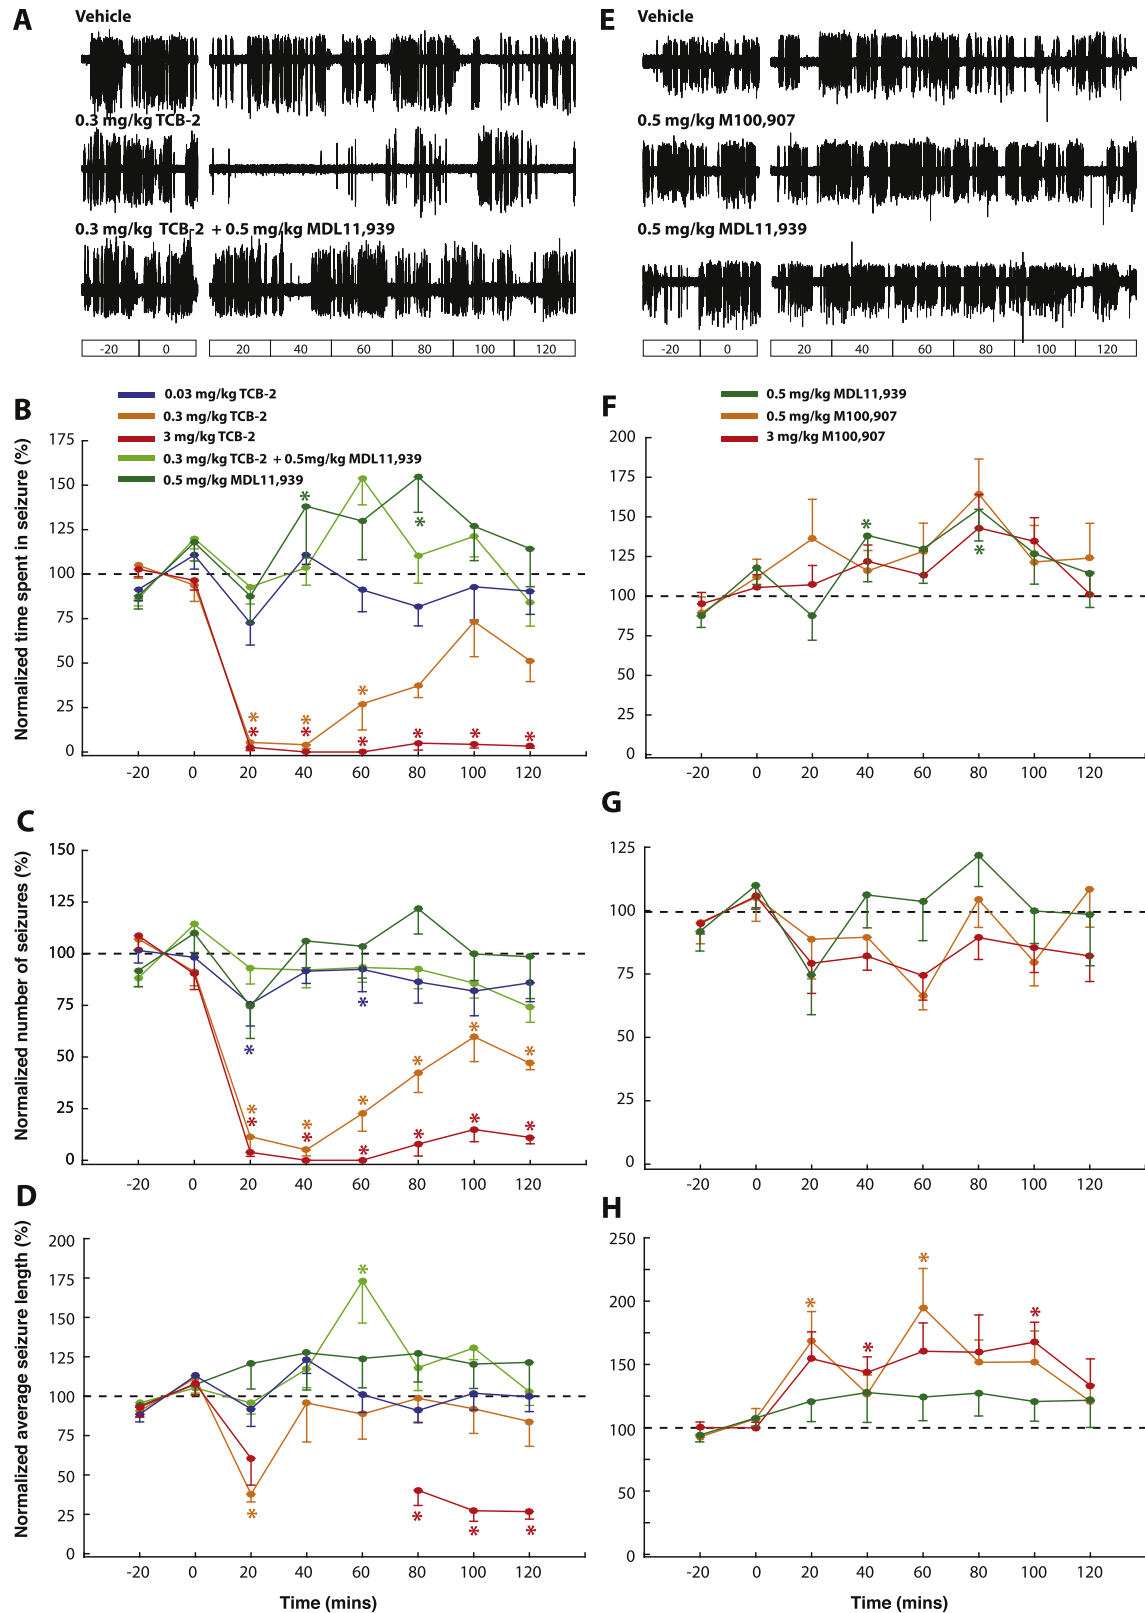 A
Vehicle
0.3 mg/kg TCB-2
0.3 mg/kg TCB-2 + 0.5 mg/kg MDL11,939
-20 0 20 40 60 80 100 120
E
Vehicle
0.5 mg/kg M100,907
0.5 mg/kg MDL11,939
-20 0 20 40 60 80 100 120
B
0.03 mg/kg TCB-2
0.3 mg/kg TCB-2
3 mg/kg TCB-2
0.3 mg/kg TCB-2 + 0.5mg/kg MDL11,939
0.5 mg/kg MDL11,939
Normalized time spent in seizure (%)
175
150
125
100
75
50
25
0
-20 0 20 40 60 80 100 120
* * * * * * * * * * *
F
0.5 mg/kg MDL11,939
0.5 mg/kg M100,907
3 mg/kg M100,907
200
175
150
125
100
75
50
25
0
-20 0 20 40 60 80 100 120
* *
C
Normalized number of seizures (%)
150
125
100
75
50
25
0
-20 0 20 40 60 80 100 120
* * * * * * * * * * * * * *
G
125
100
75
50
25
0
-20 0 20 40 60 80 100 120
D
Normalized average seizure length (%)
200
175
150
125
100
75
50
25
0
-20 0 20 40 60 80 100 120
* * * * *
Time (mins)
H
250
200
150
100
50
0
-20 0 20 40 60 80 100 120
* * * *
Time (mins)